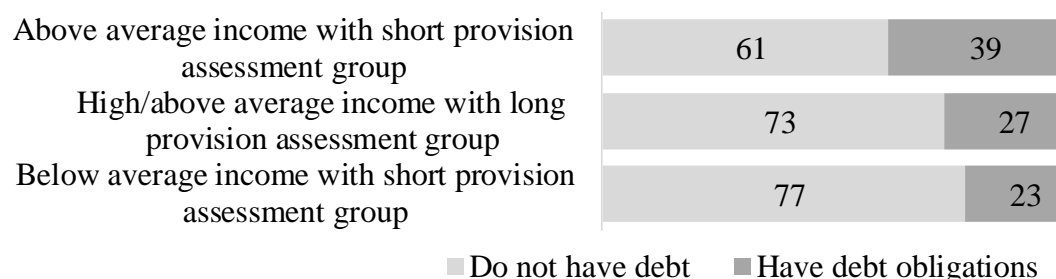 Above average income with short provision
assessment group
61 39
High/above average income with long
provision assessment group
73 27
Below average income with short provision
assessment group
77 23
Do not have debt Have debt obligations